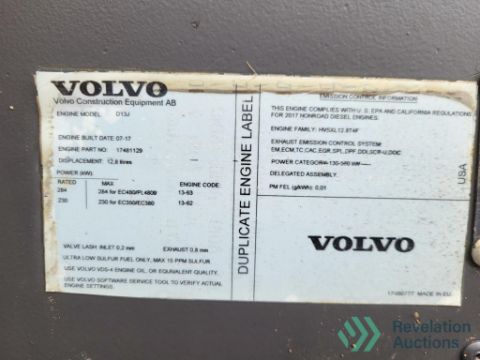 VOLVO
Volvo Construction Equipment AB
ENGINE MODEL D13J
ENGINE BUILT DATE 07-17
ENGINE PART NO: 17481129
DISPLACEMENT: 12,8 litres
POWER (kW):
RATED MAX: ENGINE CODE:
284 284 for EC480/PL4809 13-63
230 230 for EC350/EC380 13-62
VALVE LASH INLET 0,2 mm EXHAUST 0,8 mm
ULTRA LOW SULFUR FUEL ONLY, MAX 15 PPM SULFUR
USE VOLVO VDS-4 ENGINE OIL, OR EQUIVALENT QUALITY.
USE VOLVO SOFTWARE SERVICE TOOL TO VERIFY ACTUAL
ENGINE SETTINGS.
DUPLICATE ENGINE LABEL
EMISSION CONTROL INFORMATION
THIS ENGINE COMPLIES WITH U. S. EPA AND CALIFORNIA REGULATIONS
FOR 2017 NONROAD DIESEL ENGINES.
ENGINE FAMILY:
EXHAUST EMISSION CONTROL SYSTEM:
EM,ECM,TC,CAC,EGR,SPL,DPF,DDI,SCR-U,DOC
POWER CATEGORY: 130-560 kW
DELEGATED ASSEMBLY.
PM FEL (g/kWh): 0,01
USA
VOLVO
MADE IN EU
Revelation
Auctions